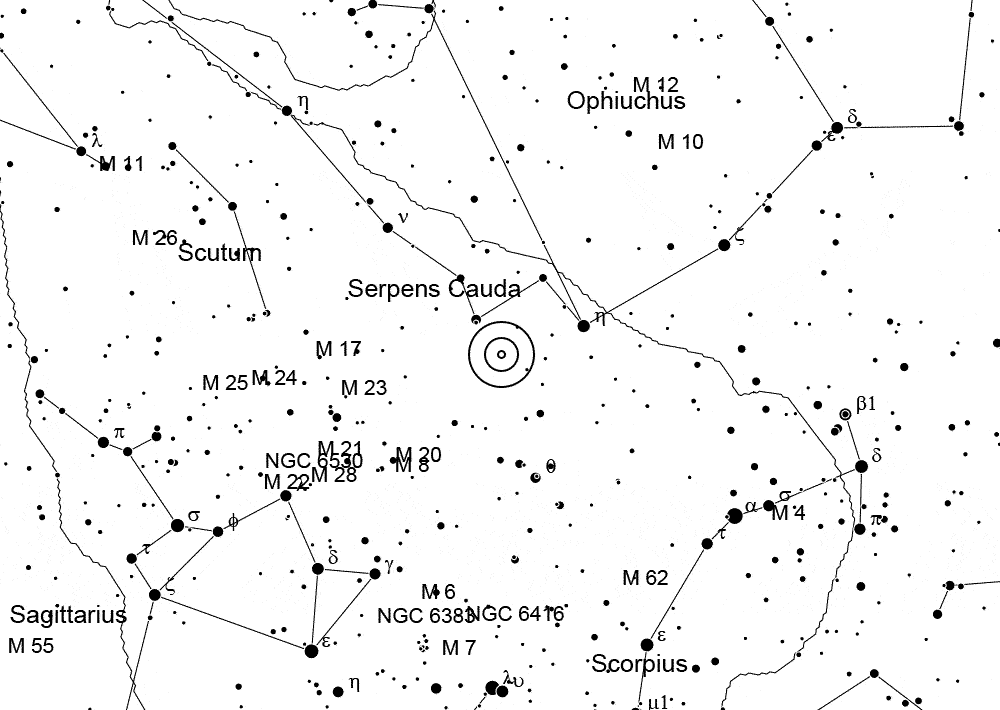 η
M 12
Ophiuchus
δ
ε
M 10
λ
M 11
ν
M 26
Scutum
ζ
Serpens Cauda
η
M 17
M 25
M 24
M 23
β1
π
M 21
NGC 6530
M 20
M 8
θ
δ
M 22
λ
M 28
σ
α
M 4
σ
φ
π
τ
τ
δ
γ
ζ
M 6
M 62
Sagittarius
NGC 6383
NGC 6416
M 55
ε
M 7
ε
Scorpius
η
λ
υ
μ1